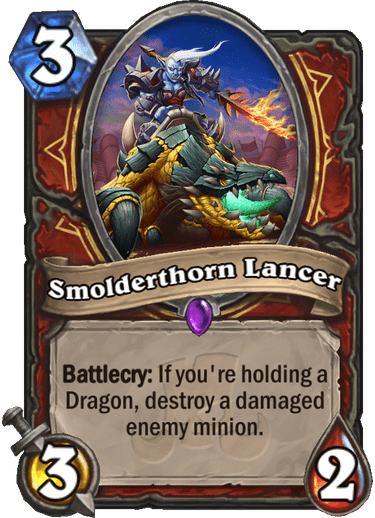 3
Smolderthorn Lancer
Battlecry: If you're holding a
Dragon, destroy a damaged
enemy minion.
3
2